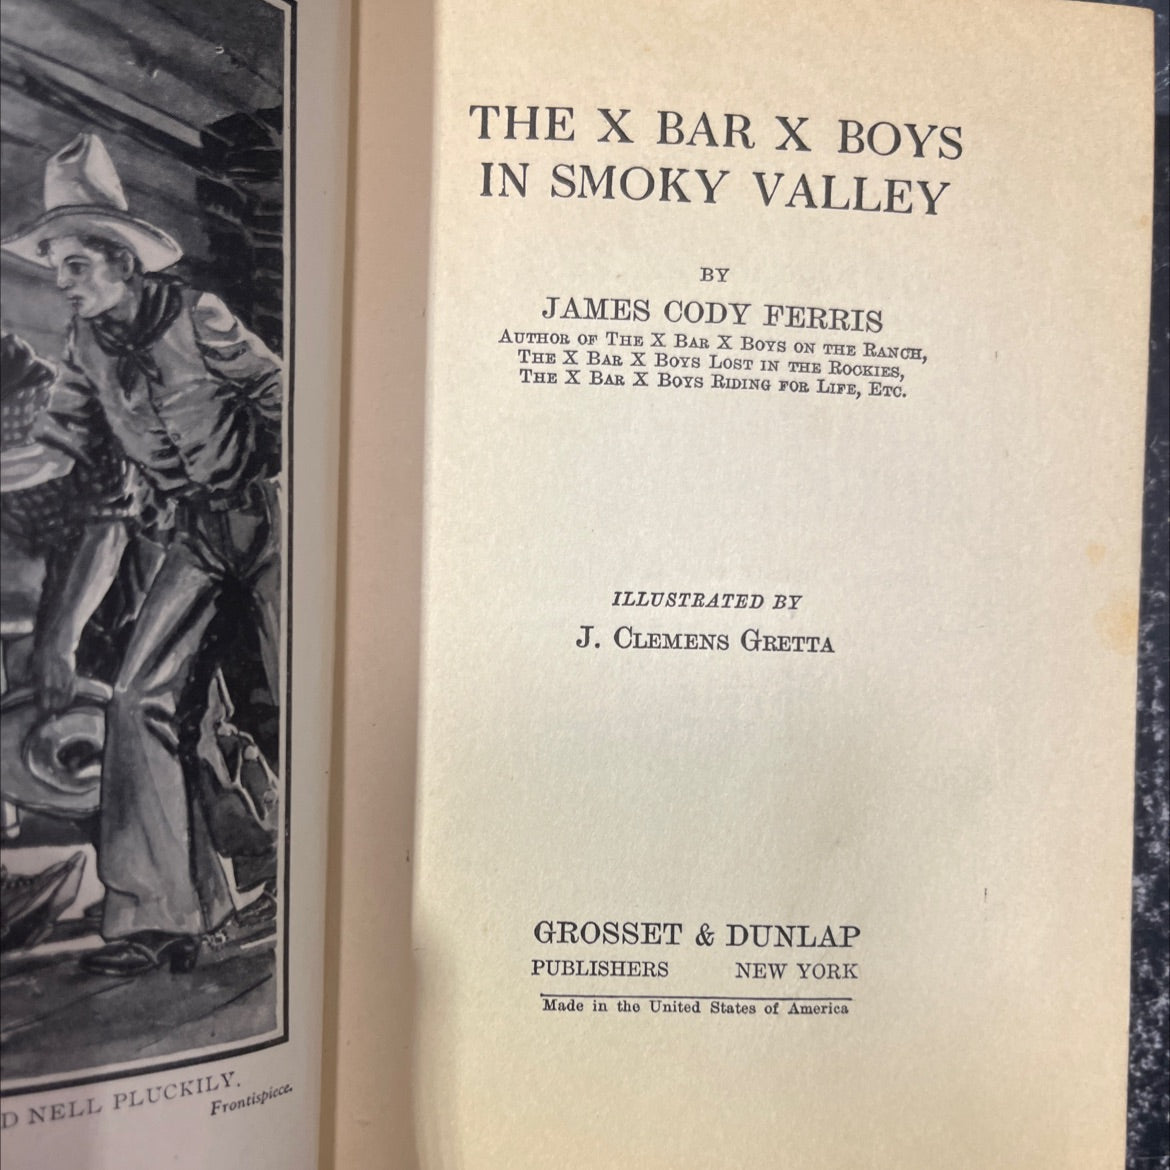 THE X BAR X BOYS
IN SMOKY VALLEY
BY
JAMES CODY FERRIS
AUTHOR OF THE X BAR X BOYS ON THE RANCH,
THE X BAR X BOYS LOST IN THE ROCKIES,
THE X BAR X BOYS RIDING FOR LIFE, ETC.
ILLUSTRATED BY
J. CLEMENS GRETTA
GROSSET & DUNLAP
PUBLISHERS NEW YORK
Made in the United States of America
D NELL PLUCKILY.
Frontispiece.